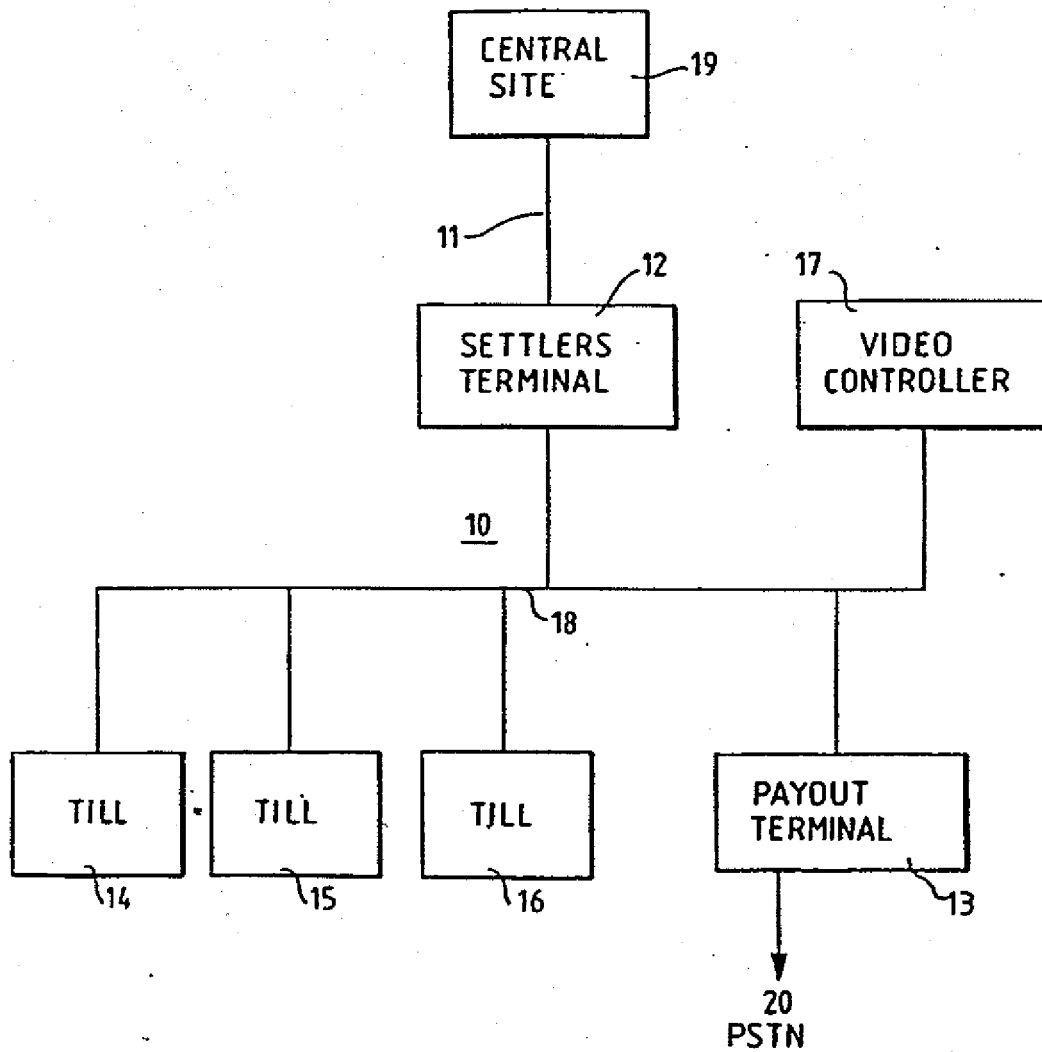 CENTRAL
SITE
19
11
12
17
SETTLERS
TERMINAL
VIDEO
CONTROLLER
10
18
TILL
TILL
TILL
PAYOUT
TERMINAL
14
15
16
13
20
PSTN